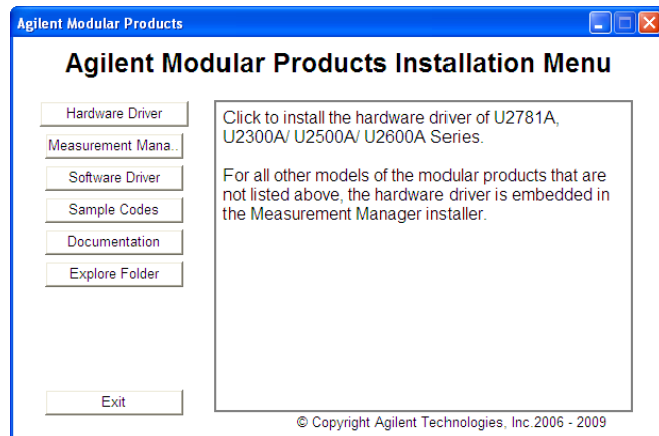 Agilent Modular Products
Agilent Modular Products Installation Menu
Hardware Driver
Measurement Mana..
Software Driver
Sample Codes
Documentation
Explore Folder
Exit
Click to install the hardware driver of U2781A,
U2300A/ U2500A/ U2600A Series.
For all other models of the modular products that are
not listed above, the hardware driver is embedded in
the Measurement Manager installer.
© Copyright Agilent Technologies, Inc.2006 - 2009